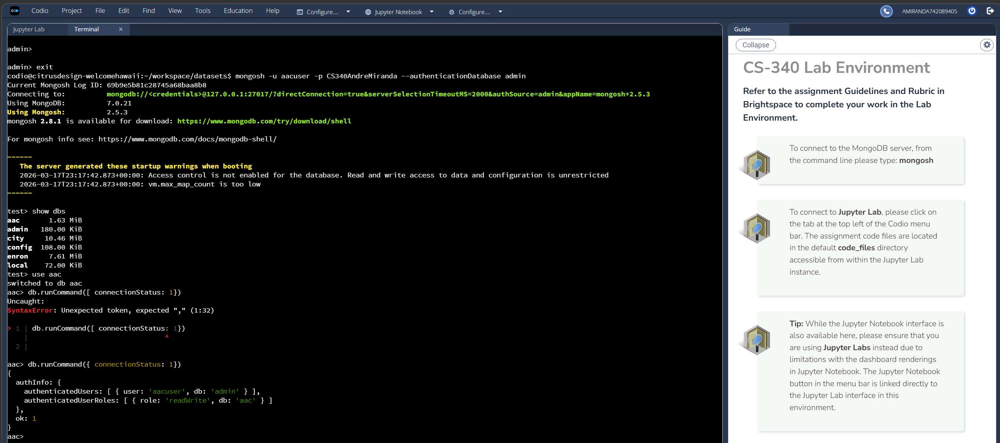 Codio Project File Edit Find View Tools Education Help Configure.... Jupyter Notebook Configure.... AMIRANDA742089405
Jupyter Lab Terminal ×
admin>
admin> exit
codio@citrusdesign-welcomehawaii:~/workspace/datasets$ mongosh -u aacuser -p CS340AndreMiranda --authenticationDatabase admin
Current Mongosh Log ID: 69b9e5b81c28745a68baa8b8
Connecting to: mongodb://<credentials>@127.0.0.1:27017/?directConnection=true&serverSelectionTimeoutMS=2000&authSource=admin&appName=mongosh+2.5.3
Using MongoDB: 7.0.21
Using Mongosh: 2.5.3
mongosh 2.8.1 is available for download: https://www.mongodb.com/try/download/shell
For mongosh info see: https://www.mongodb.com/docs/mongodb-shell/
------
The server generated these startup warnings when booting
2026-03-17T23:17:42.873+00:00: Access control is not enabled for the database. Read and write access to data and configuration is unrestricted
2026-03-17T23:17:42.873+00:00: vm.max_map_count is too low
------
test> show dbs
aac 1.63 MiB
admin 180.00 KiB
city 10.46 MiB
config 108.00 KiB
enron 7.61 MiB
local 72.00 KiB
test> use aac
switched to db aac
aac> db.runCommand([ connectionStatus: 1})
Uncaught:
SyntaxError: Unexpected token, expected "," (1:32)
> 1 | db.runCommand([ connectionStatus: 1})
| ^
2 |
aac> db.runCommand({ connectionStatus: 1})
{
authInfo: {
authenticatedUsers: [ { user: 'aacuser', db: 'admin' } ],
authenticatedUserRoles: [ { role: 'readWrite', db: 'aac' } ]
},
ok: 1
}
aac>
Guide
Collapse
CS-340 Lab Environment
Refer to the assignment Guidelines and Rubric in
Brightspace to complete your work in the Lab
Environment.
To connect to the MongoDB server, from
the command line please type: mongosh
To connect to Jupyter Lab, please click on
the tab at the top left of the Codio menu
bar. The assignment code files are located
in the default code_files directory
accessible from within the Jupyter Lab
instance.
Tip: While the Jupyter Notebook interface is
also available here, please ensure that you
are using Jupyter Labs instead due to
limitations with the dashboard renderings
in Jupyter Notebook. The Jupyter Notebook
button in the menu bar is linked directly to
the Jupyter Lab interface in this
environment.